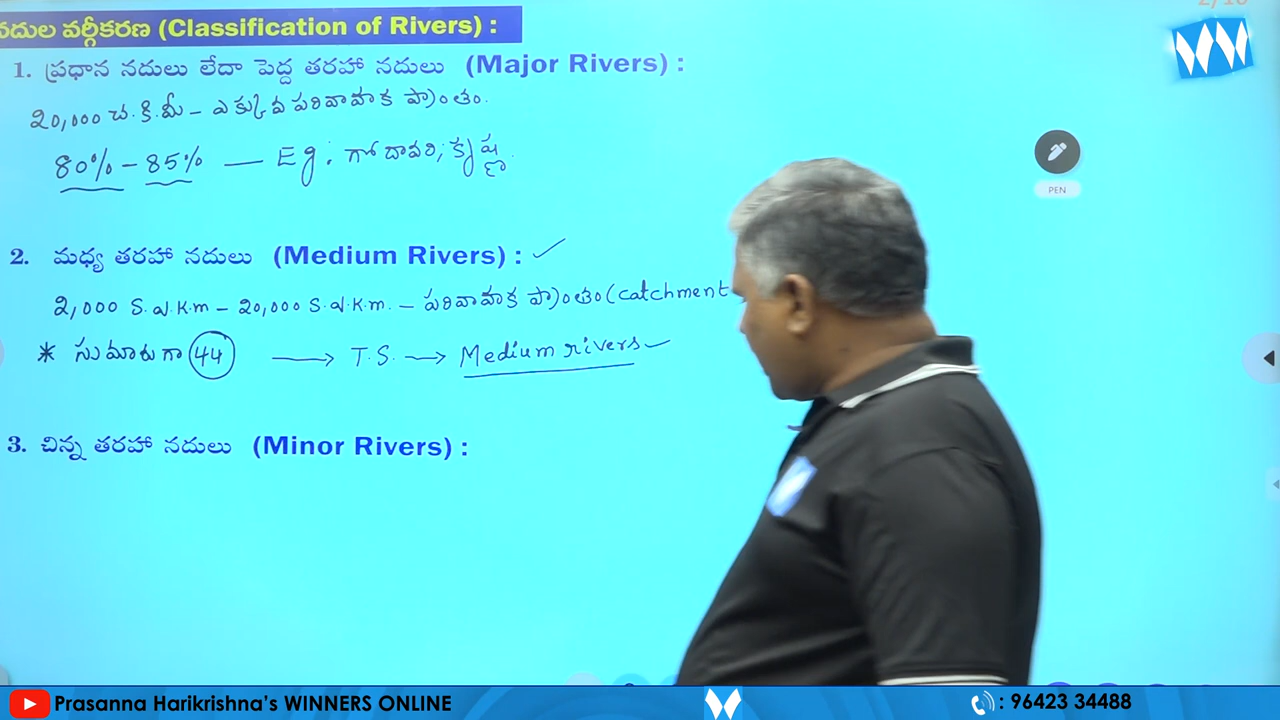 నదుల వర్గీకరణ (Classification of Rivers) :
1. ప్రధాన నదులు లేదా పెద్ద తరహా నదులు (Major Rivers) :
20,000 చ.కి.మీ – ఎక్కువ పరివాహక ప్రాంతం.
80% – 85% — Eg: గోదావరి, కృష్ణ.
PEN
2. మధ్య తరహా నదులు (Medium Rivers) : ✓
2,000 S.q.K.m – 20,000 S.q.K.m. – పరివాహక ప్రాంతం (catchment
* సుమారుగా 44 → T.S. → Medium rivers
3. చిన్న తరహా నదులు (Minor Rivers) :
Prasanna Harikrishna's WINNERS ONLINE
: 96423 34488